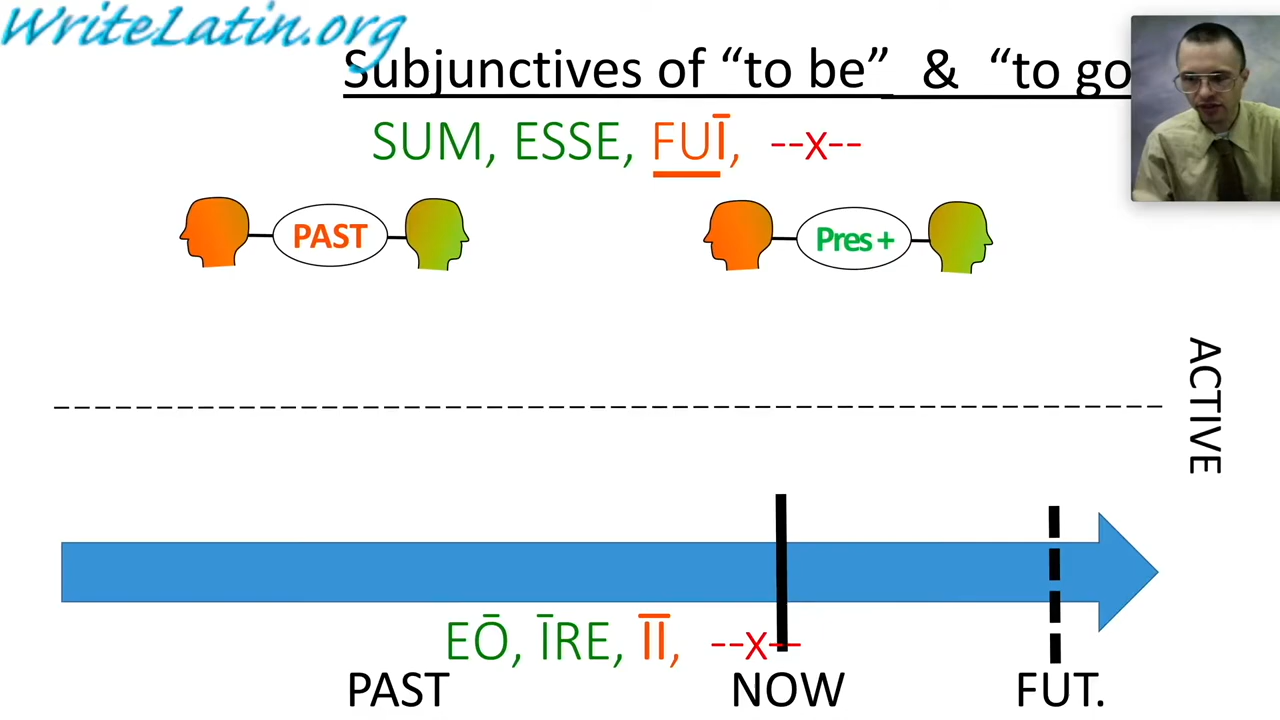 WriteLatin.org
Subjunctives of “to be” & “to go
SUM, ESSE, FUĪ, --x--
PAST
Pres +
ACTIVE
EŌ, ĪRE, ĪĪ, --x--
PAST NOW FUT.